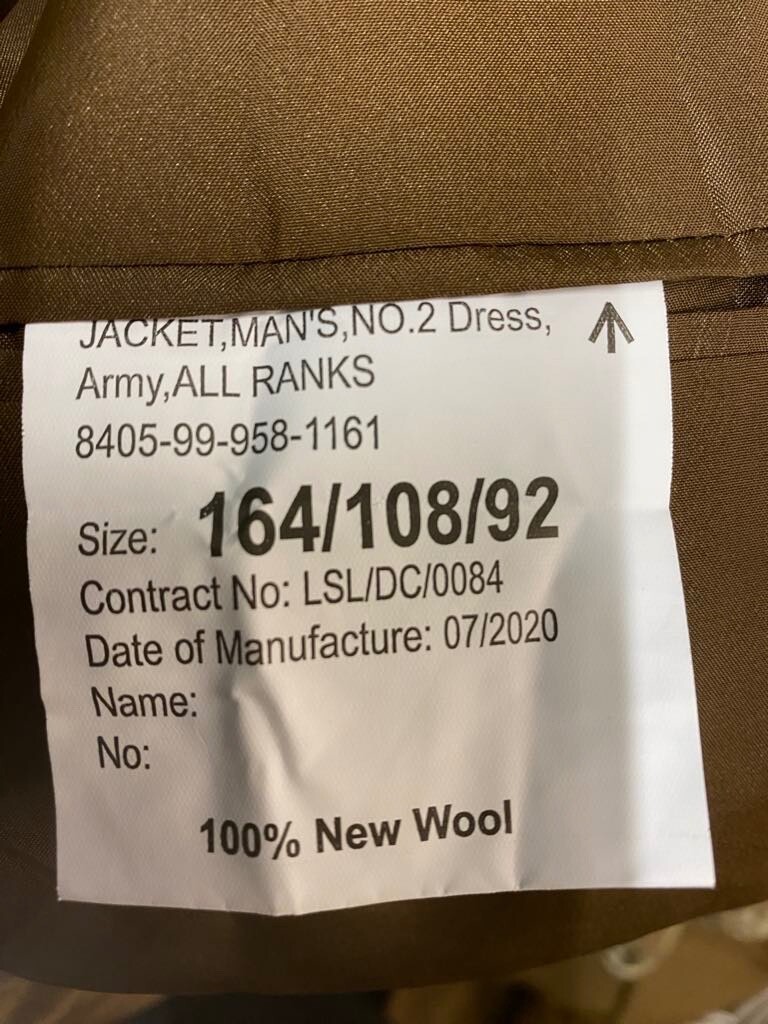 JACKET,MAN'S,NO.2 Dress,
Army,ALL RANKS
8405-99-958-1161
Size: 164/108/92
Contract No: LSL/DC/0084
Date of Manufacture: 07/2020
Name:
No:
100% New Wool